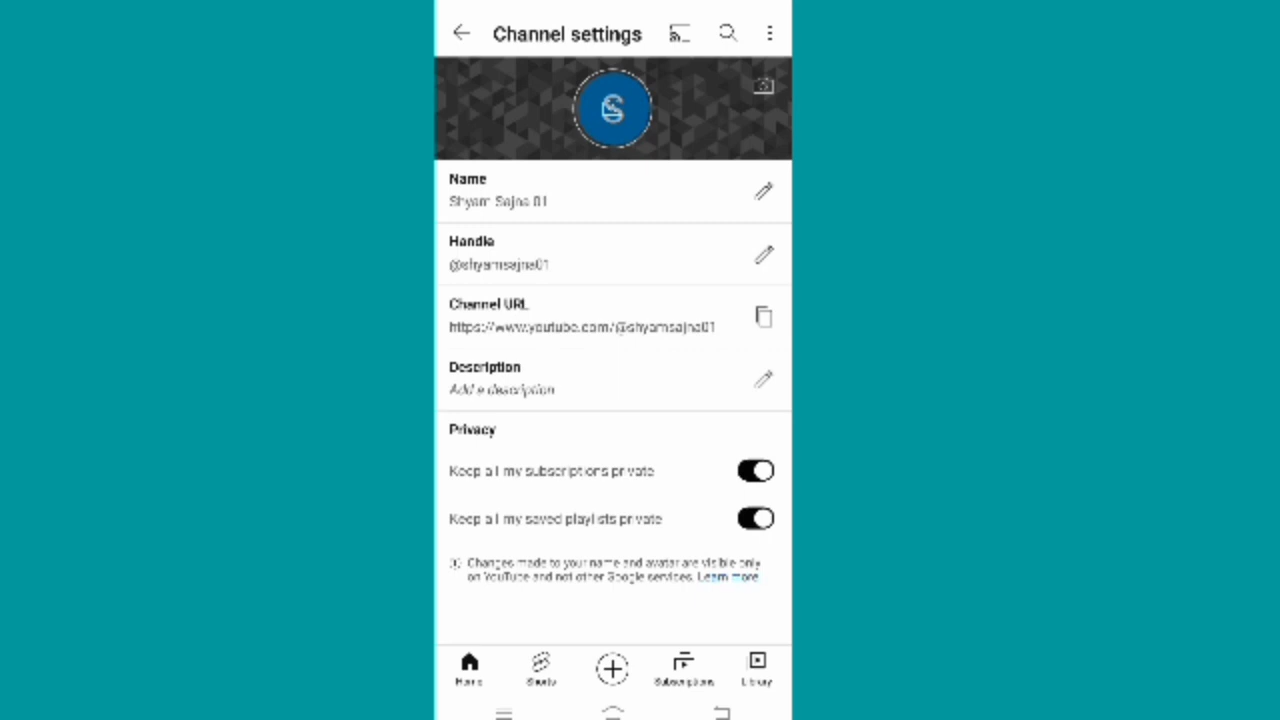 Channel settings
S
Name
Shyam Sajna 01
Handle
@shyamsajna01
Channel URL
https://www.youtube.com/@shyamsajna01
Description
Add a description
Privacy
Keep all my subscriptions private
Keep all my saved playlists private
Changes made to your name and avatar are visible only
on YouTube and not other Google services. Learn more
Home Shorts Subscriptions Library